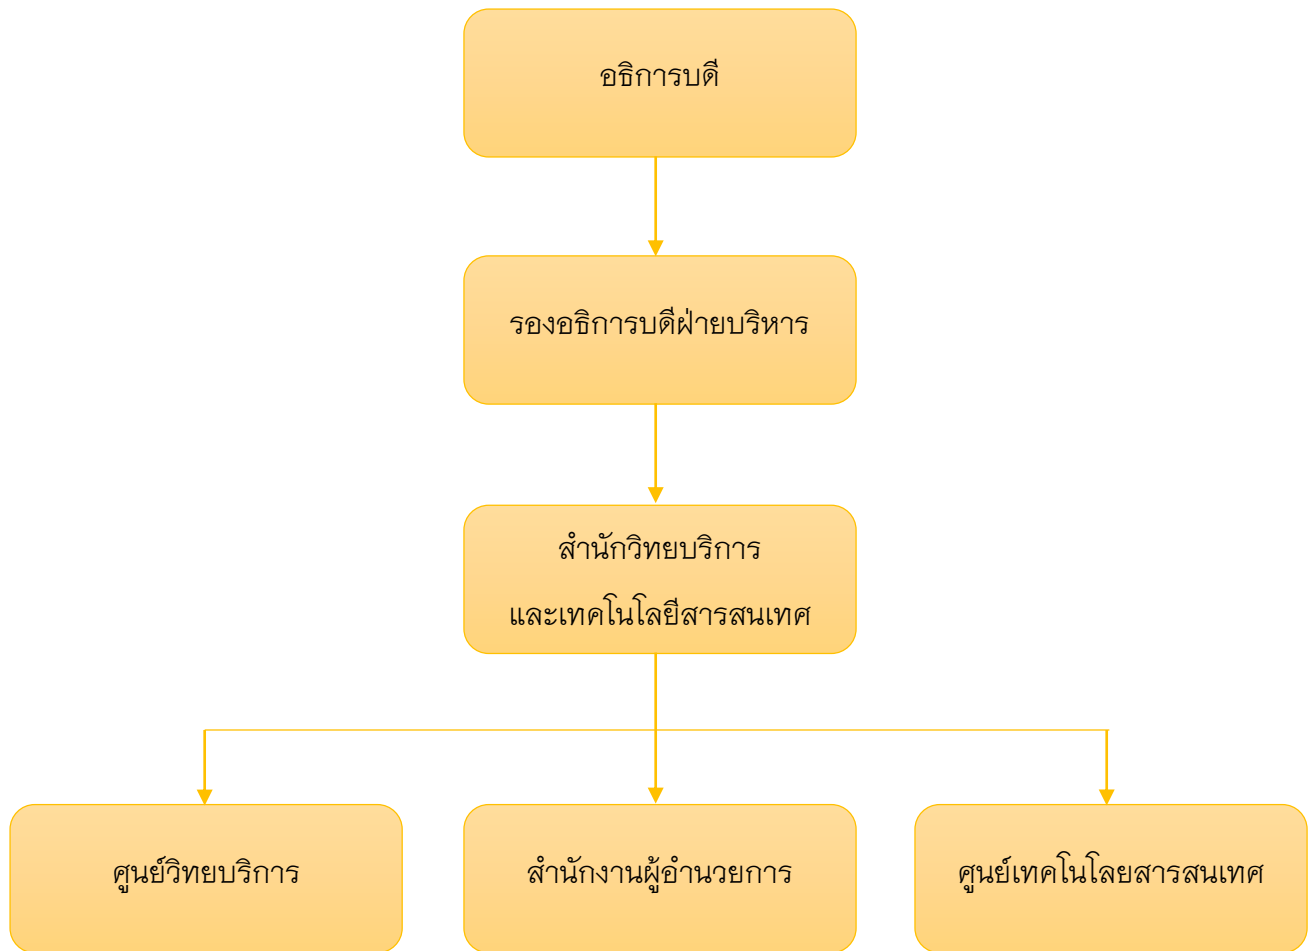 อธิการบดี
รองอธิการบดีฝ่ายบริหาร
สำนักวิทยบริการ
และเทคโนโลยีสารสนเทศ
ศูนย์วิทยบริการ
สำนักงานผู้อำนวยการ
ศูนย์เทคโนโลยสารสนเทศ